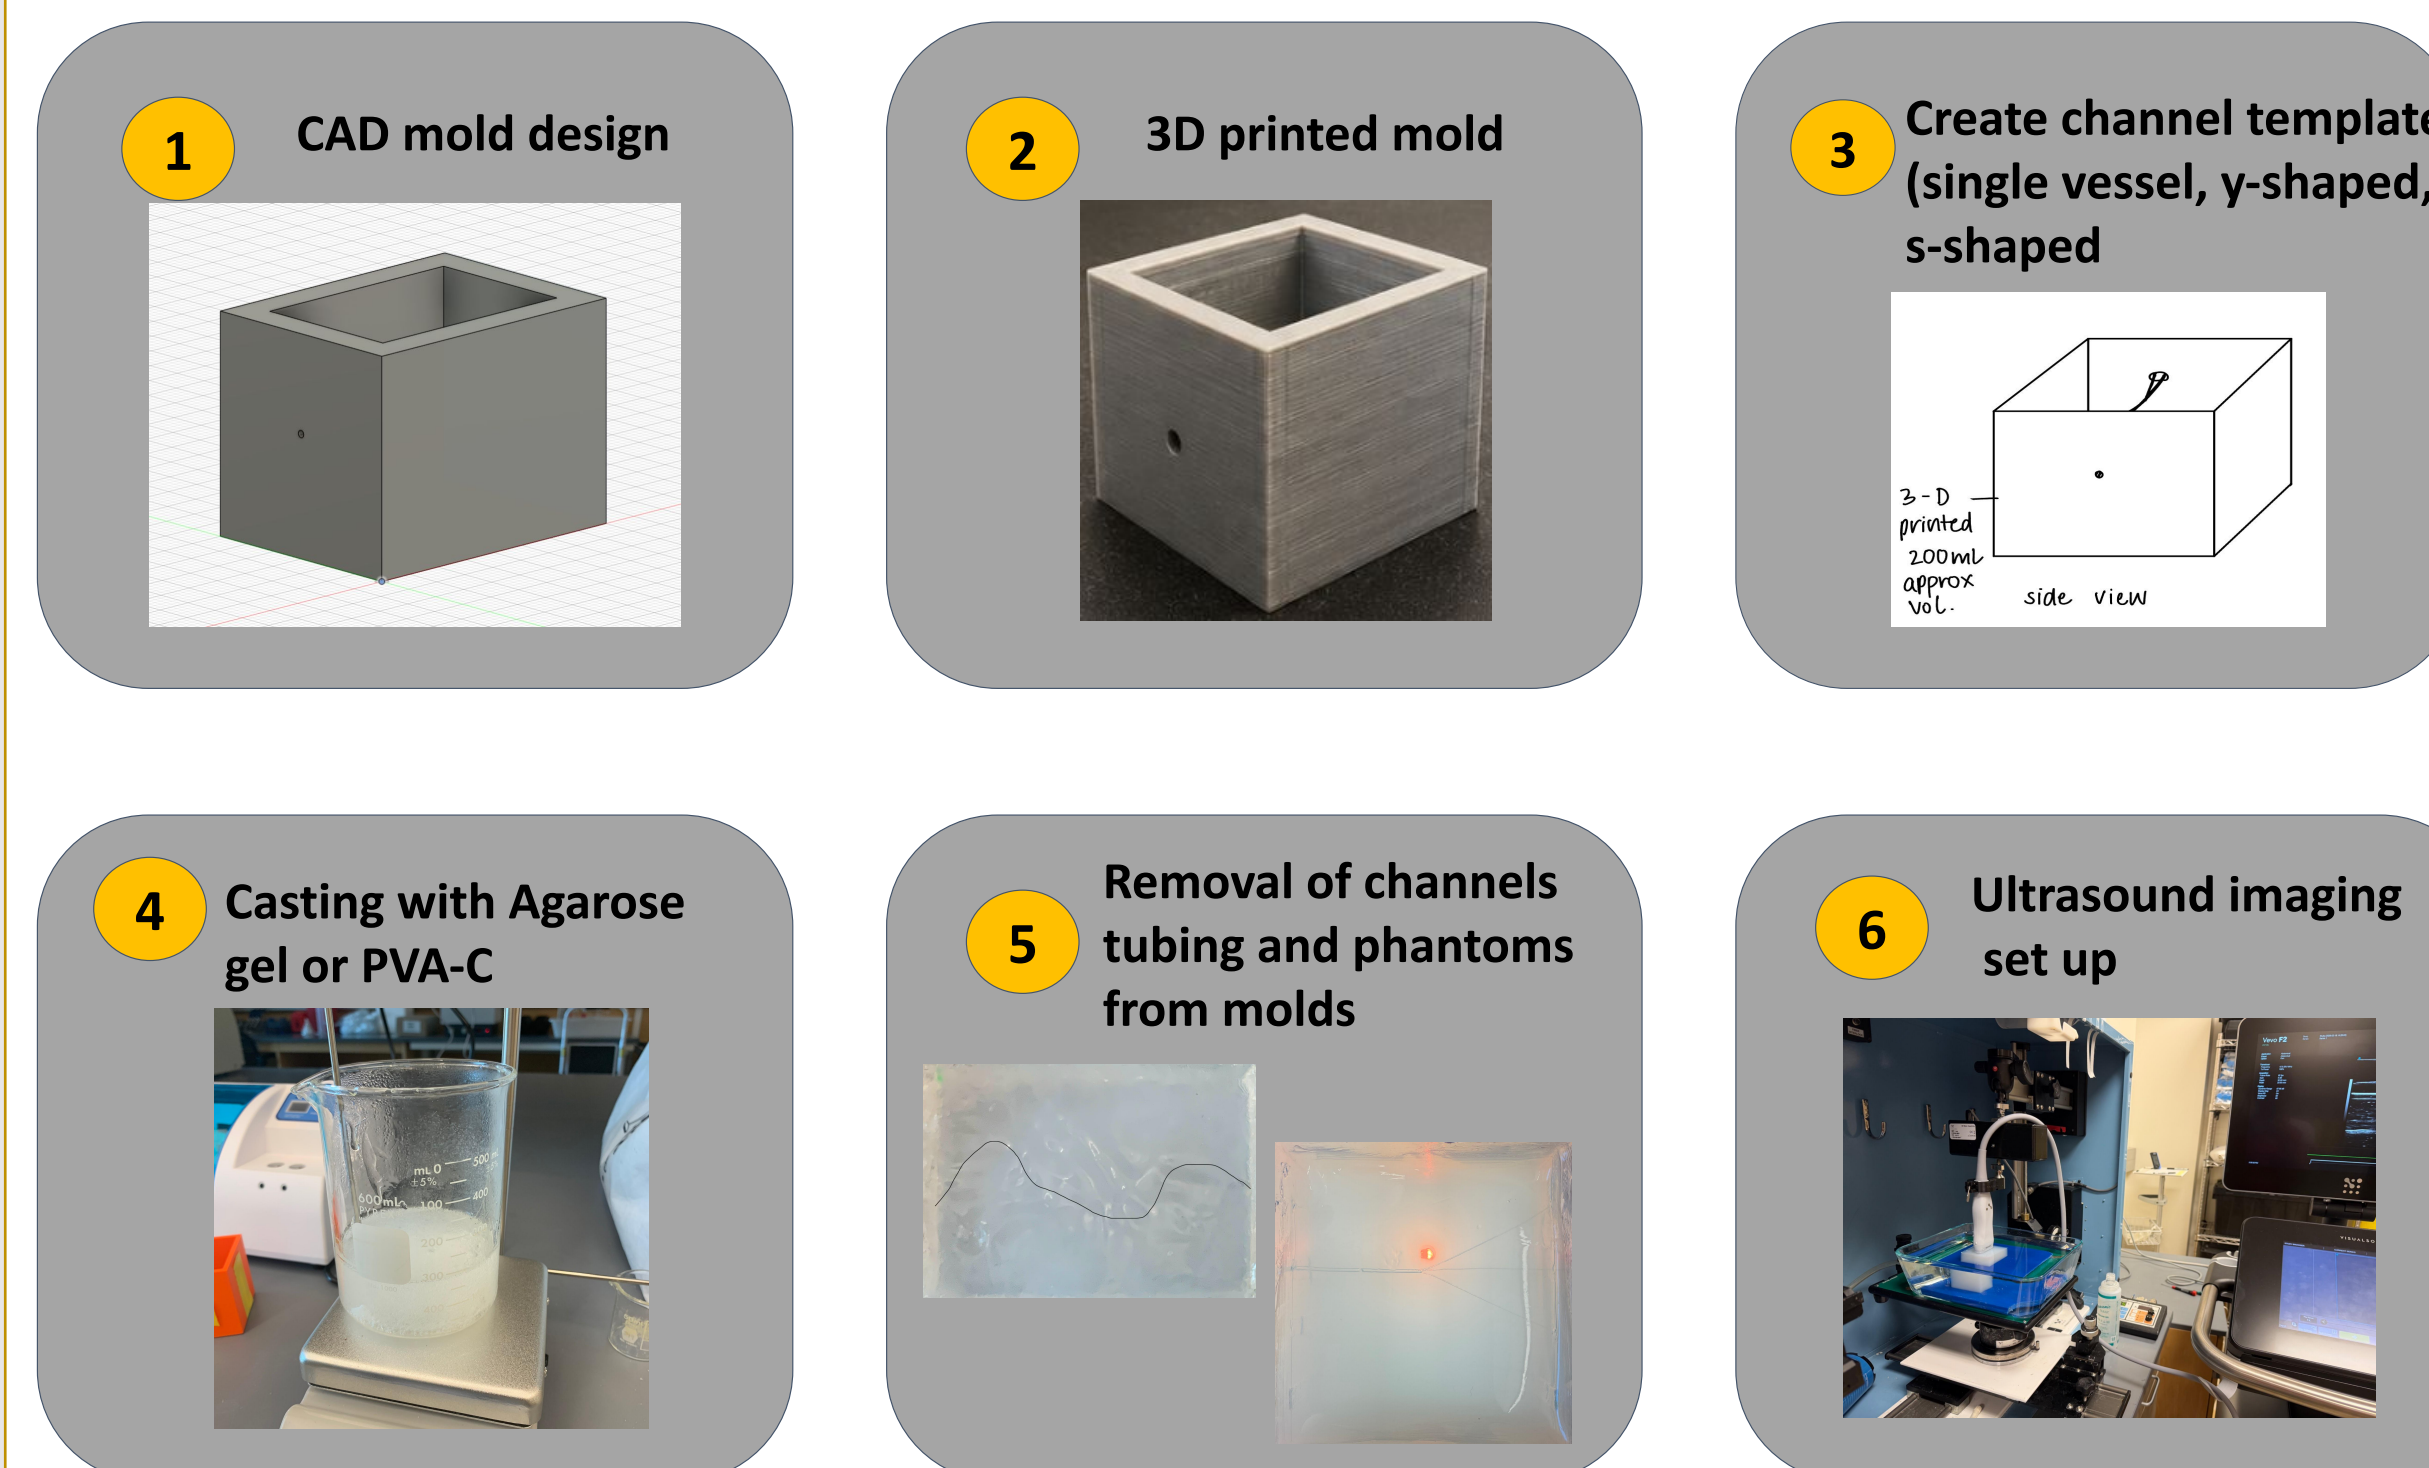 1
CAD mold design
2
3D printed mold
3
Create channel template
(single vessel, y-shaped,
s-shaped
3-D
printed
200mL
approx
vol.
side view
4
Casting with Agarose
gel or PVA-C
mL 0
±5%
500
600mL
100
400
200
300
5
Removal of channels
tubing and phantoms
from molds
6
Ultrasound imaging
set up
Vevo F2